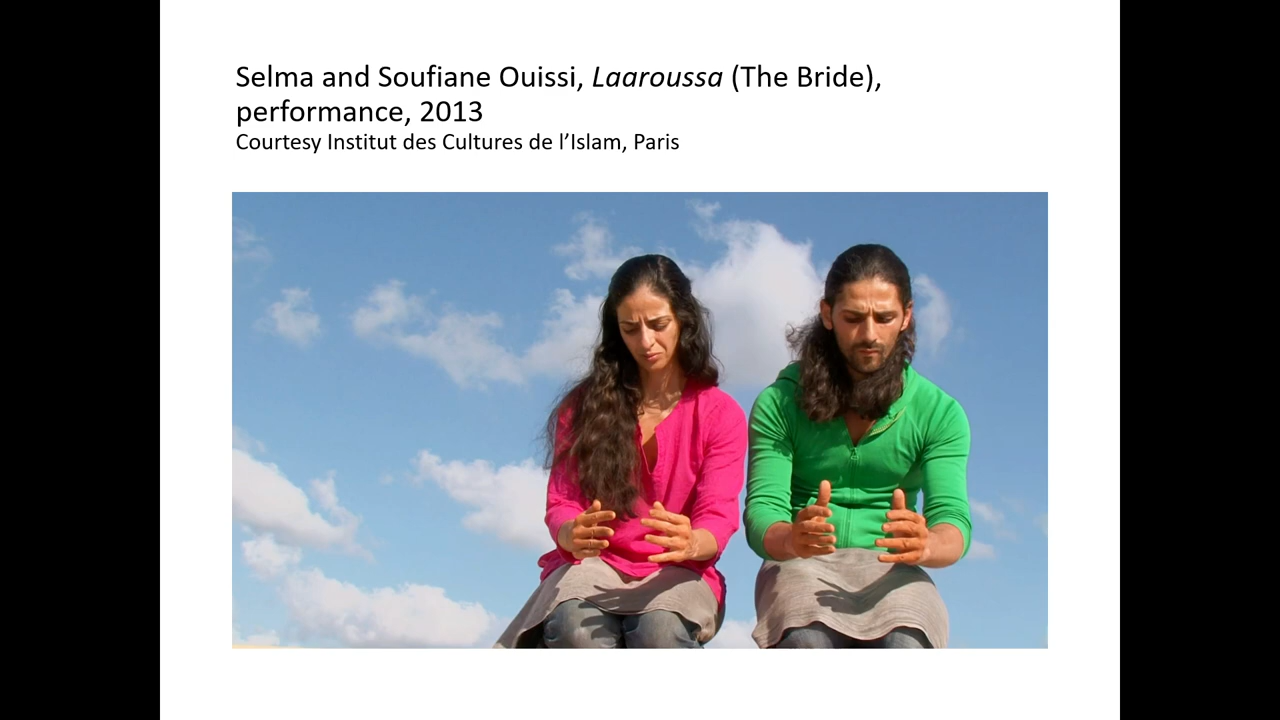 Selma and Soufiane Ouissi, Laaroussa (The Bride),
performance, 2013
Courtesy Institut des Cultures de l’Islam, Paris